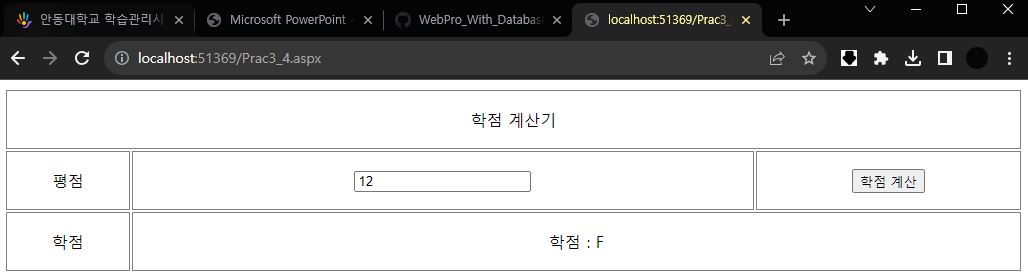 안동대학교 학습관리시
Microsoft PowerPoint -
WebPro_With_Databas
localhost:51369/Prac3_
localhost:51369/Prac3_4.aspx
학점 계산기
평점
12
학점 계산
학점
학점 : F